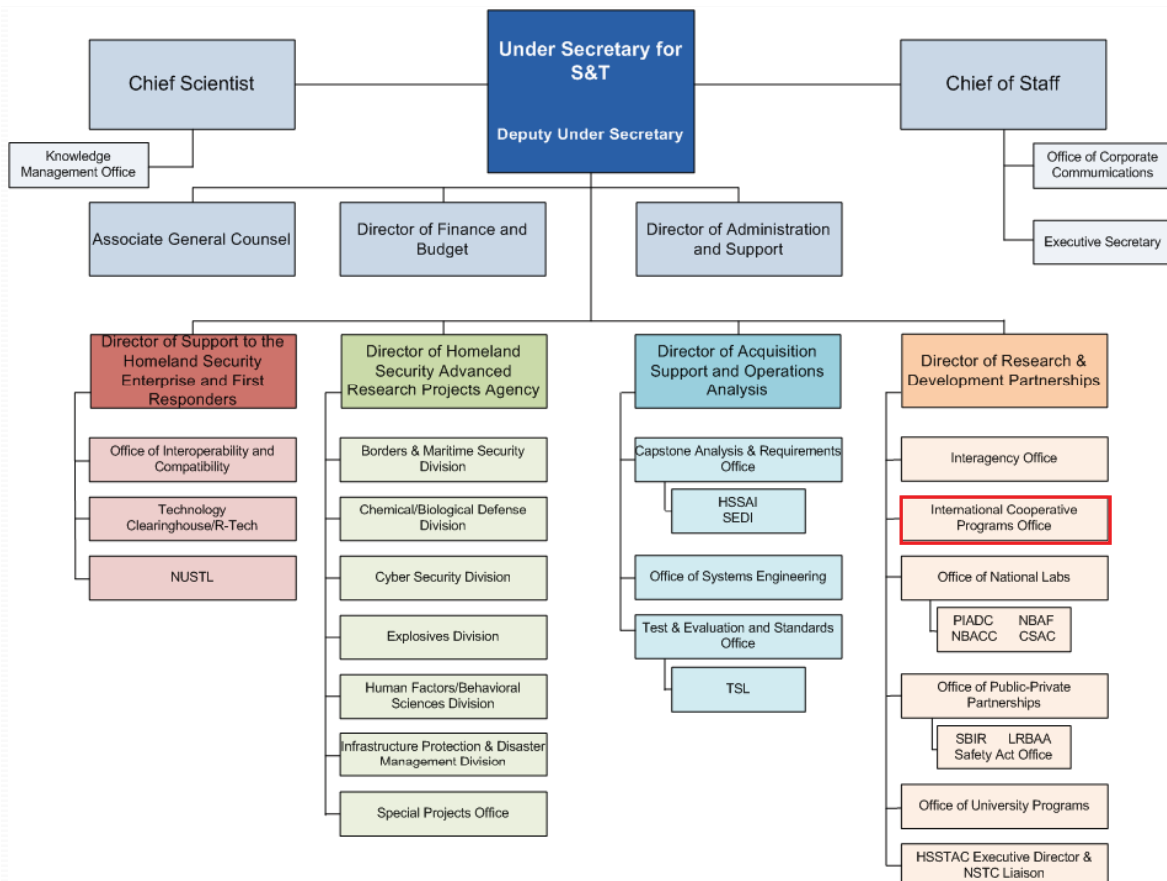 Under Secretary for
S&T
Deputy Under Secretary
Chief Scientist
Chief of Staff
Knowledge
Management Office
Office of Corporate
Commumications
Executive Secretary
Associate General Counsel
Director of Finance and
Budget
Director of Administration
and Support
Director of Support to the
Homeland Security
Enterprise and First
Responders
Office of Interoperability and
Compatibility
Technology
Clearinghouse/R-Tech
NUSTL
Director of Homeland
Security Advanced
Research Projects Agency
Borders & Maritime Security
Division
Chemical/Biological Defense
Division
Cyber Security Division
Explosives Division
Human Factors/Behavioral
Sciences Division
Infrastructure Protection & Disaster
Management Division
Special Projects Office
Director of Acquisition
Support and Operations
Analysis
Capstone Analysis & Requirements
Office
HSSAI
SEDI
Office of Systems Engineering
Test & Evaluation and Standards
Office
TSL
Director of Research &
Development Partnerships
Interagency Office
International Cooperative
Programs Office
Office of National Labs
PIADC NBAF
NBACC CSAC
Office of Public-Private
Partnerships
SBIR LRBAA
Safety Act Office
Office of University Programs
HSSTAC Executive Director &
NSTC Liaison